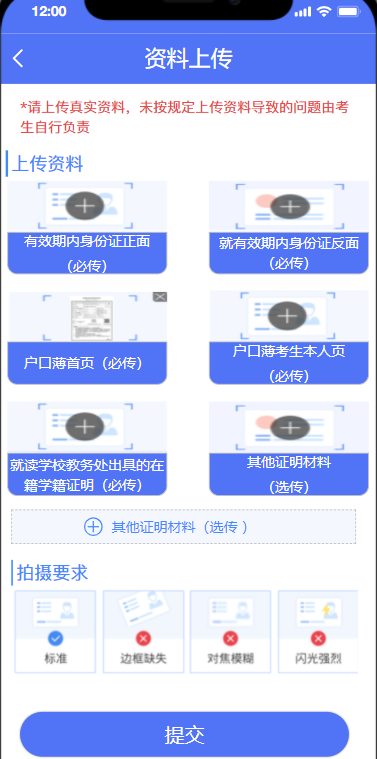 12:00
资料上传
*请上传真实资料，未按规定上传资料导致的问题由考
生自行负责
上传资料
有效期内身份证正面
（必传）
就有效期内身份证反面
（必传）
户口薄首页（必传）
户口薄考生本人页
（必传）
就读学校教务处出具的在
籍学籍证明（必传）
其他证明材料
（选传）
其他证明材料（选传 ）
拍摄要求
标准
边框缺失
对焦模糊
闪光强烈
提交